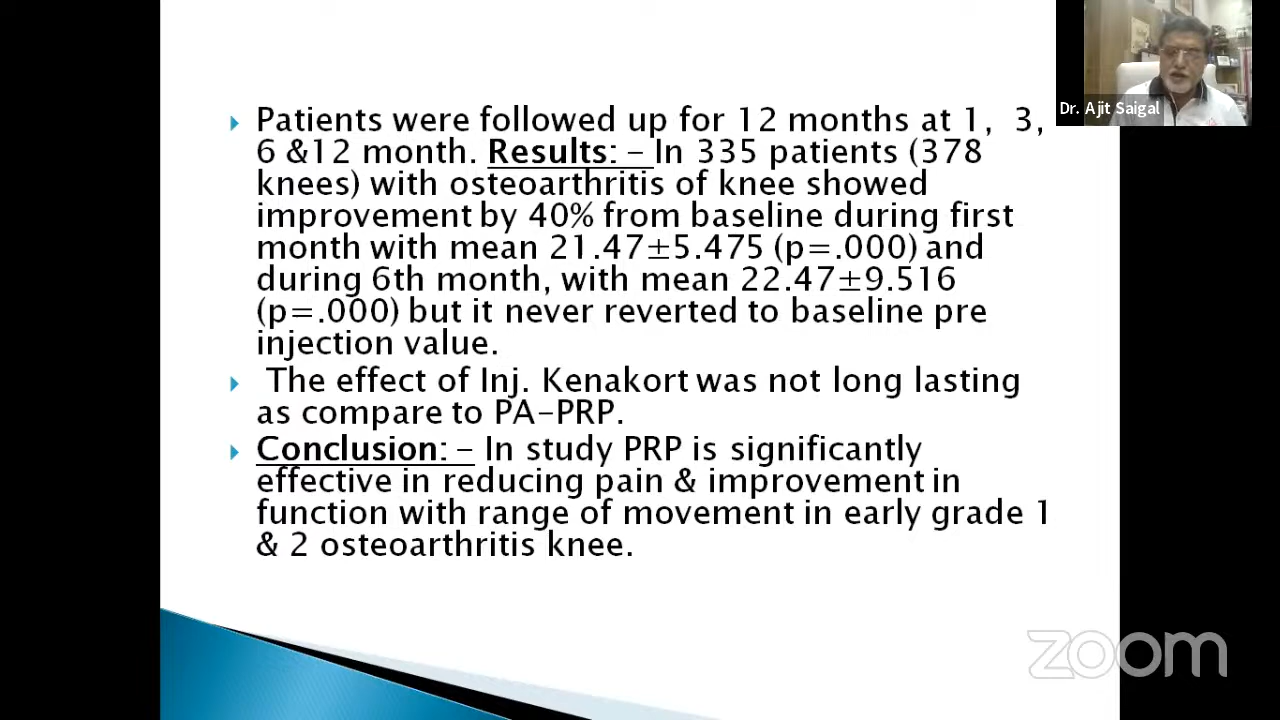 Dr. Ajit Saigal
Patients were followed up for 12 months at 1, 3,
6 &12 month. Results: – In 335 patients (378
knees) with osteoarthritis of knee showed
improvement by 40% from baseline during first
month with mean 21.47±5.475 (p=.000) and
during 6th month, with mean 22.47±9.516
(p=.000) but it never reverted to baseline pre
injection value.
The effect of Inj. Kenakort was not long lasting
as compare to PA-PRP.
Conclusion: – In study PRP is significantly
effective in reducing pain & improvement in
function with range of movement in early grade 1
& 2 osteoarthritis knee.
zoom